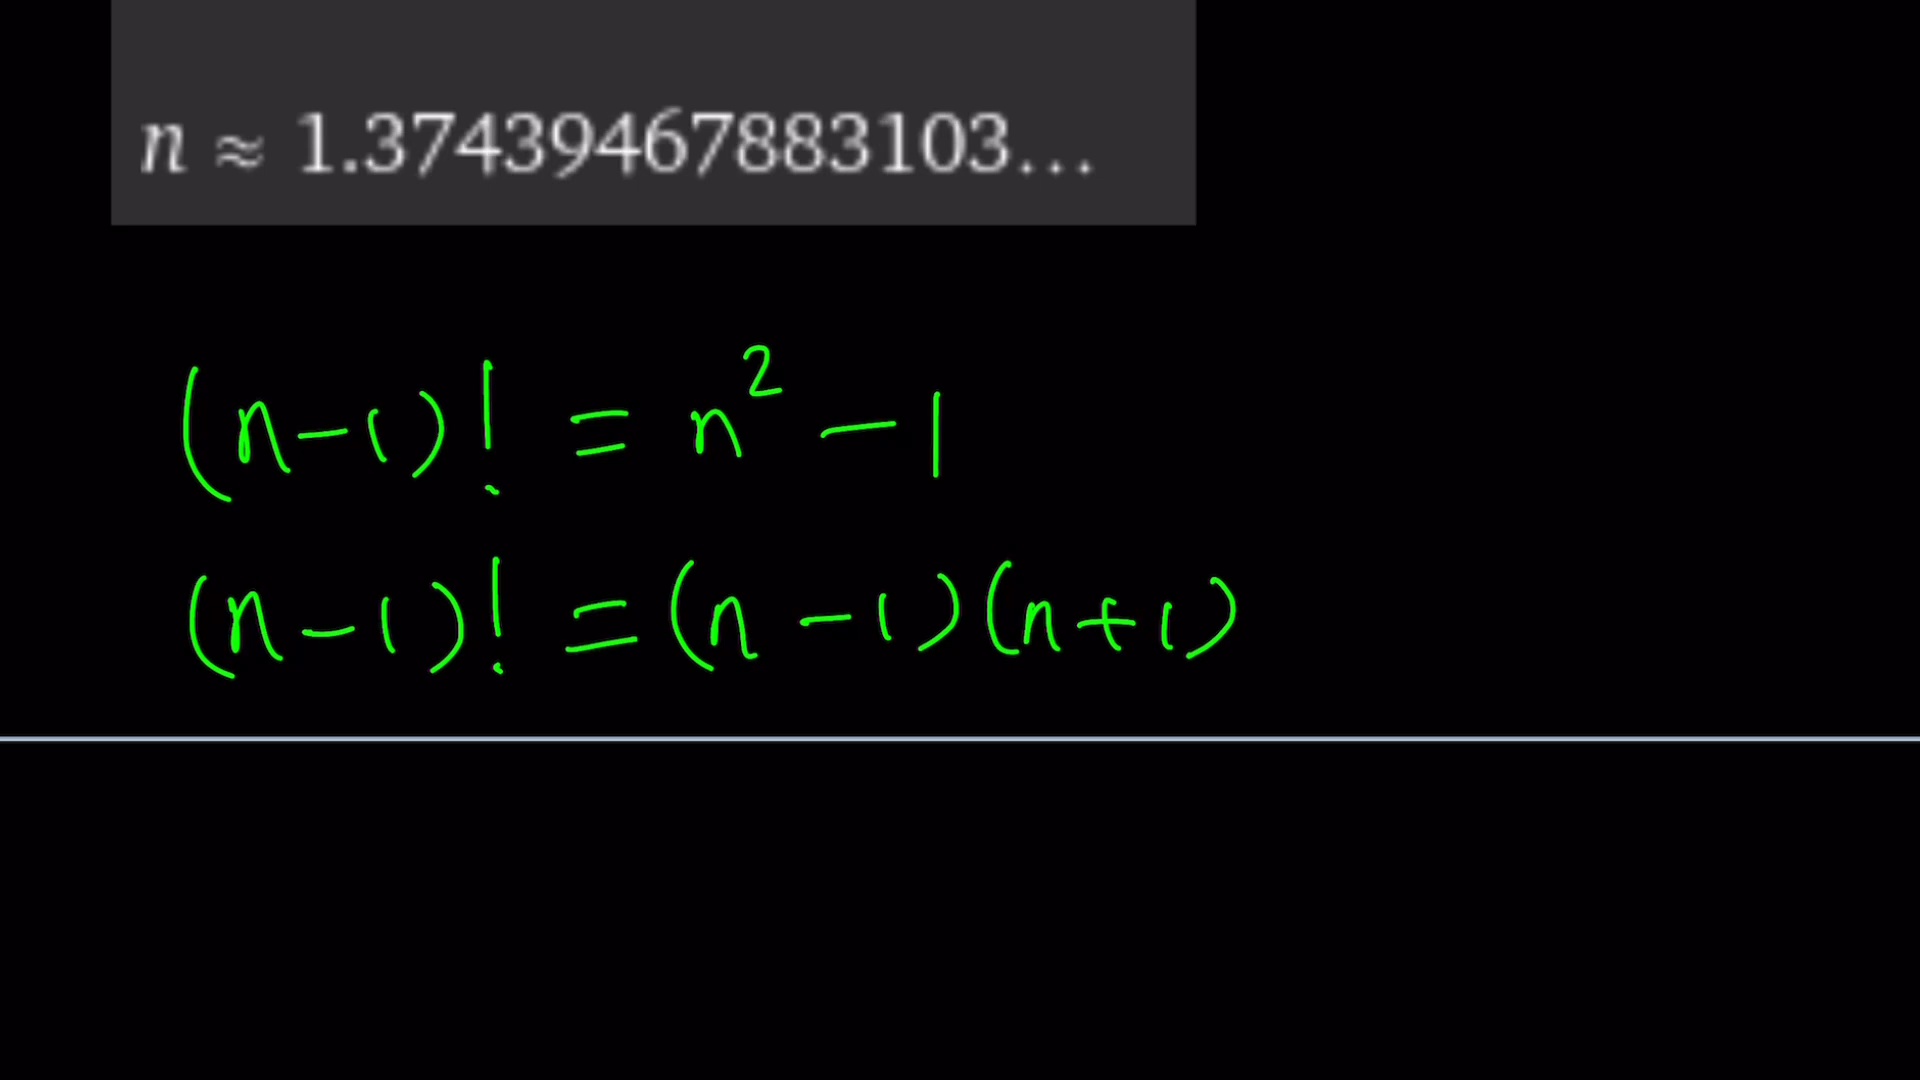 n ≈ 1.37439467883103...
(n-1)! = n² - 1
(n-1)! = (n-1)(n+1)